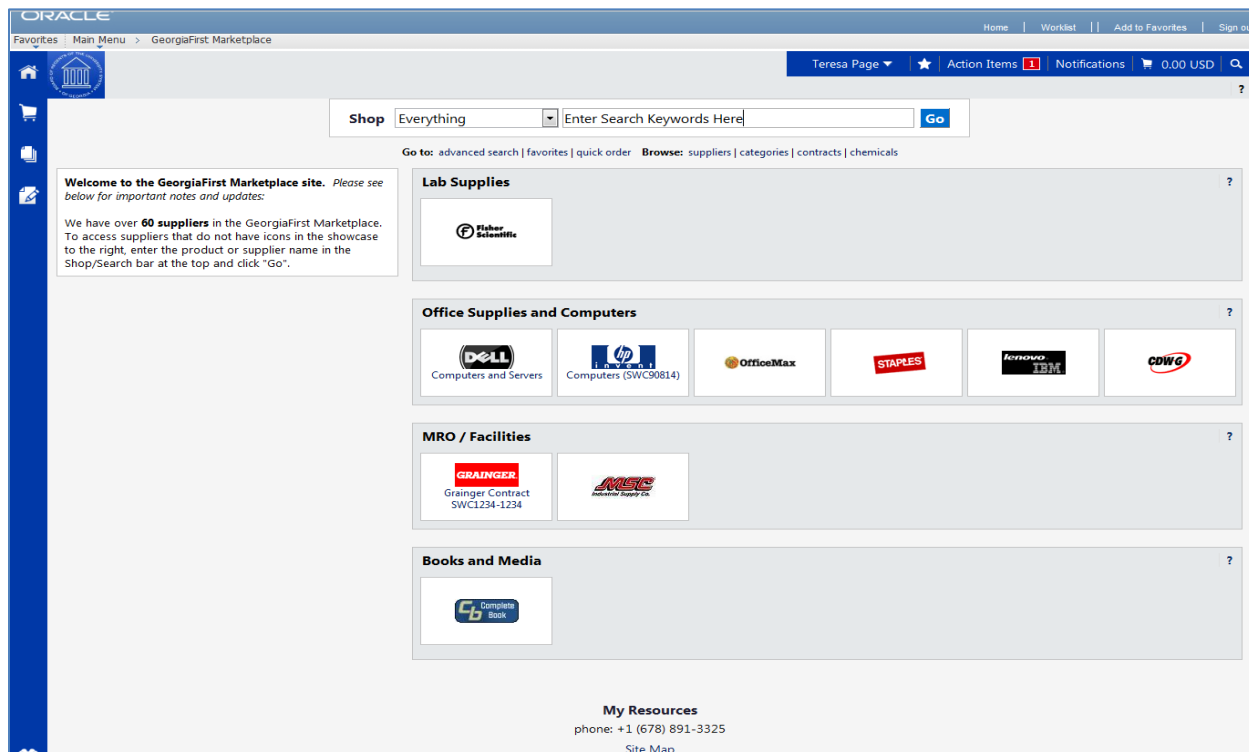 ORACLE
Home | Worklist | | Add to Favorites | Sign ou
Favorites Main Menu > GeorgiaFirst Marketplace
Teresa Page Action Items 1 Notifications 0.00 USD
?
Shop Everything Enter Search Keywords Here Go
Go to: advanced search | favorites | quick order Browse: suppliers | categories | contracts | chemicals
Welcome to the GeorgiaFirst Marketplace site. Please see
below for important notes and updates:
We have over 60 suppliers in the GeorgiaFirst Marketplace.
To access suppliers that do not have icons in the showcase
to the right, enter the product or supplier name in the
Shop/Search bar at the top and click "Go".
Lab Supplies ?
Fisher
Scientific
Office Supplies and Computers ?
DELL
Computers and Servers
hp
invent
Computers (SWC90814)
OfficeMax
STAPLES
lenovo
IBM
CDWG
MRO / Facilities ?
GRAINGER
Grainger Contract
SWC1234-1234
MSC
Industrial Supply Co.
Books and Media ?
Cb Complete
Book
My Resources
phone: +1 (678) 891-3325
Site Map